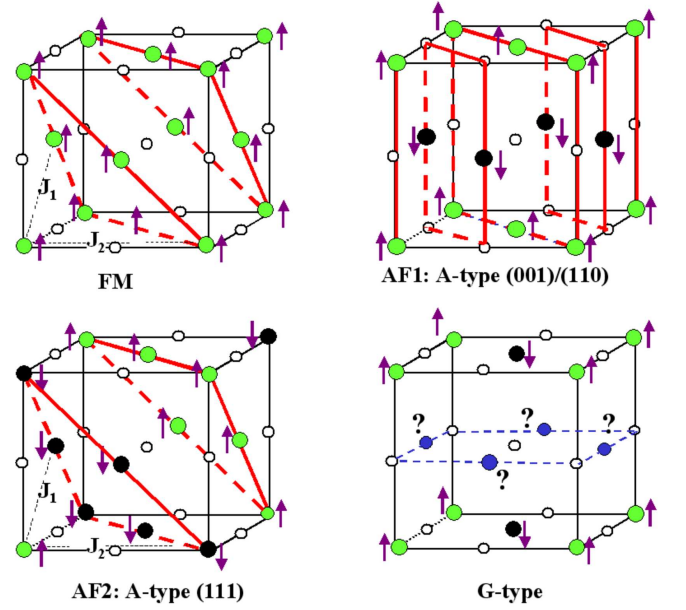 J1
J2
FM
AF1: A-type (001)/(110)
J1
J2
AF2: A-type (111)
?
?
?
?
G-type